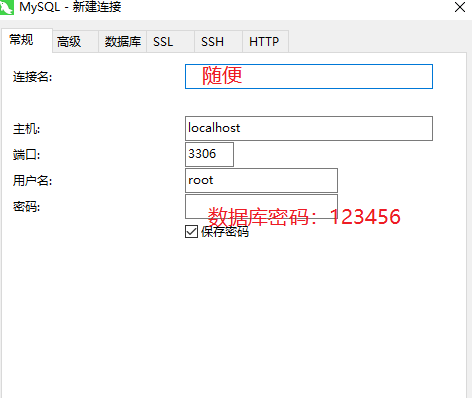 MySQL - 新建连接
常规 高级 数据库 SSL SSH HTTP
连接名: 随便
主机: localhost
端口: 3306
用户名: root
密码: 数据库密码：123456
保存密码